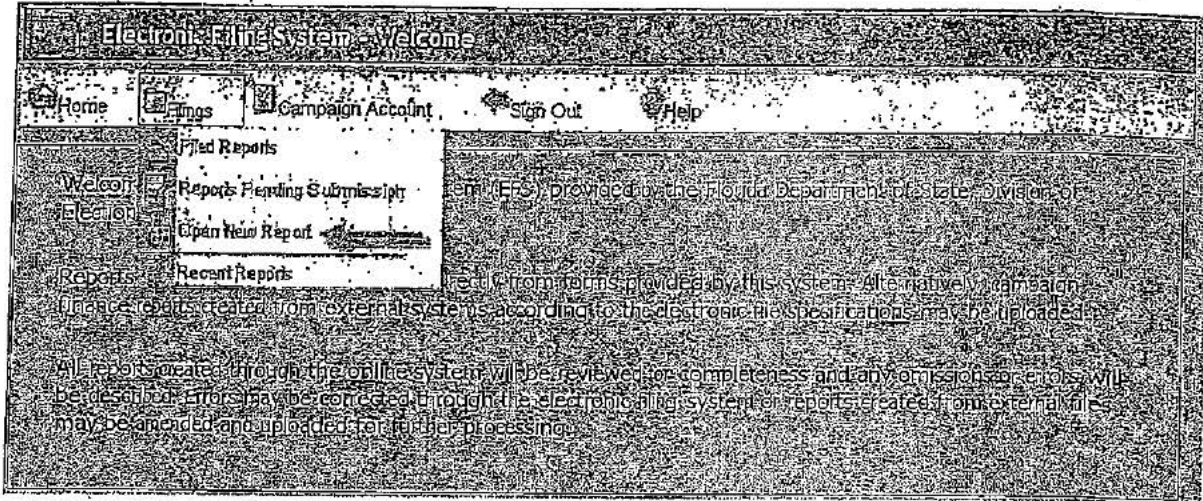 Electronic Filing System - Welcome
Home Filings Campaign Account Sign Out Help
Filed Reports
Welcom Reports Pending Submission tem (EFS) provided by the Florida Department of State, Division of
Election
Open New Report
Reports Recent Reports rectly from forms provided by this system. Alternatively, campaign
finance reports created from external systems according to the electronic file specifications may be uploaded.
All reports created through the online system will be reviewed for completeness and any omissions or errors will
be described. Errors may be corrected through the electronic filing system or reports created from external file
may be amended and uploaded for further processing.